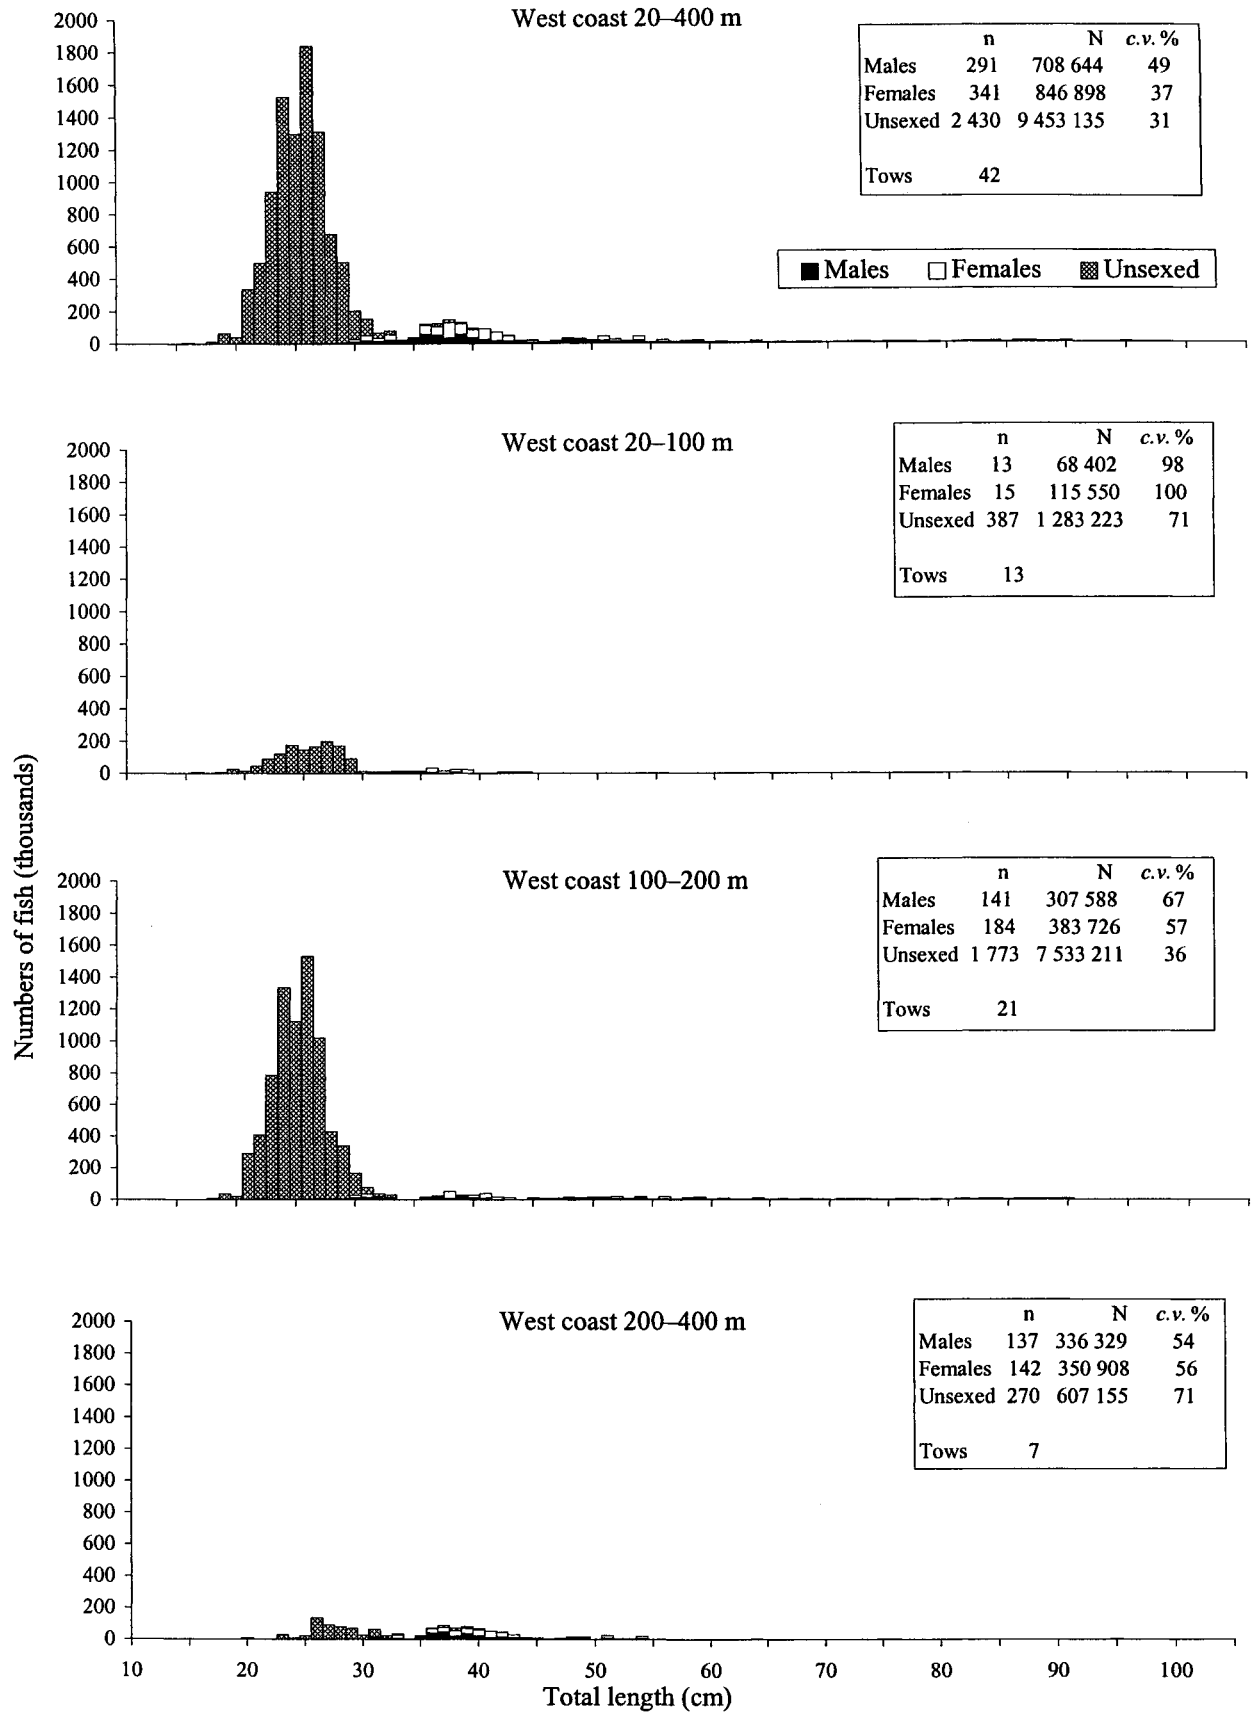 West coast 20–400 m
n N c.v. %
Males 291 708 644 49
Females 341 846 898 37
Unsexed 2 430 9 453 135 31
Tows 42
Males Females Unsexed
2000
1800
1600
1400
1200
1000
800
600
400
200
0
West coast 20–100 m
n N c.v. %
Males 13 68 402 98
Females 15 115 550 100
Unsexed 387 1 283 223 71
Tows 13
2000
1800
1600
1400
1200
1000
800
600
400
200
0
Numbers of fish (thousands)
West coast 100–200 m
n N c.v. %
Males 141 307 588 67
Females 184 383 726 57
Unsexed 1 773 7 533 211 36
Tows 21
2000
1800
1600
1400
1200
1000
800
600
400
200
0
West coast 200–400 m
n N c.v. %
Males 137 336 329 54
Females 142 350 908 56
Unsexed 270 607 155 71
Tows 7
2000
1800
1600
1400
1200
1000
800
600
400
200
0
10 20 30 40 50 60 70 80 90 100
Total length (cm)